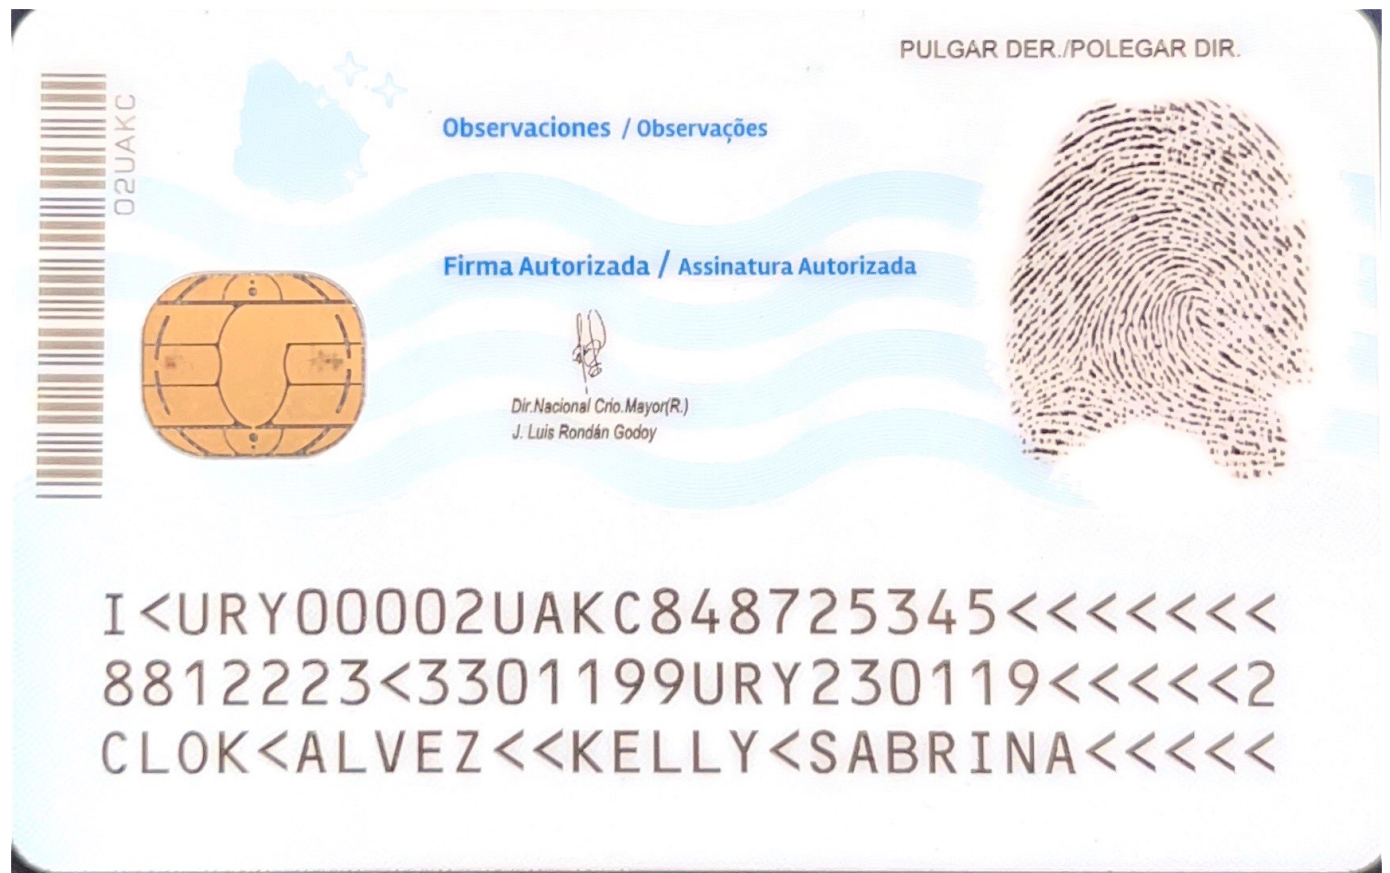 PULGAR DER./POLEGAR DIR.
02UAKC
Observaciones / Observações
Firma Autorizada / Assinatura Autorizada
Dir.Nacional Crio.Mayor(R.)
J. Luis Rondán Godoy
I<URY00002UAKC848725345<<<<<<<
8812223<3301199URY230119<<<<<2
CLOK<ALVEZ<<KELLY<SABRINA<<<<<